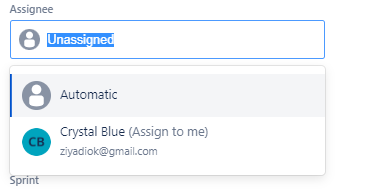 Assignee
Unassigned
Automatic
CB
Crystal Blue (Assign to me)
ziyadiok@gmail.com
Sprint